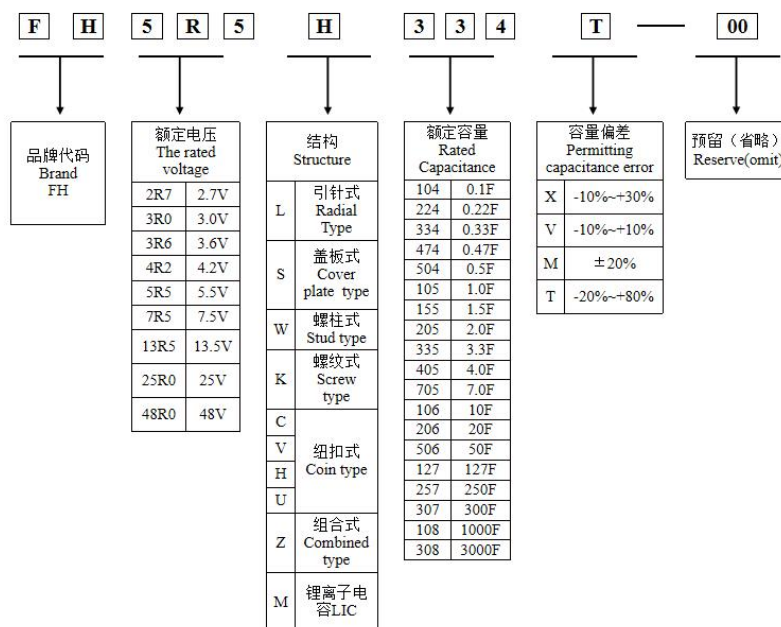 F H 5 R 5 H 3 3 4 T — 00
品牌代码
Brand
FH
额定电压
The rated
voltage
2R7 2.7V
3R0 3.0V
3R6 3.6V
4R2 4.2V
5R5 5.5V
7R5 7.5V
13R5 13.5V
25R0 25V
48R0 48V
结构
Structure
L 引针式
Radial
Type
S 盖板式
Cover
plate type
W 螺柱式
Stud type
K 螺纹式
Screw
type
C
V
H
U
纽扣式
Coin type
Z 组合式
Combined
type
M 锂离子电
容LIC
额定容量
Rated
Capacitance
104 0.1F
224 0.22F
334 0.33F
474 0.47F
504 0.5F
105 1.0F
155 1.5F
205 2.0F
335 3.3F
405 4.0F
705 7.0F
106 10F
206 20F
506 50F
127 127F
257 250F
307 300F
108 1000F
308 3000F
容量偏差
Permitting
capacitance error
X -10%~+30%
V -10%~+10%
M ±20%
T -20%~+80%
预留（省略）
Reserve(omit)